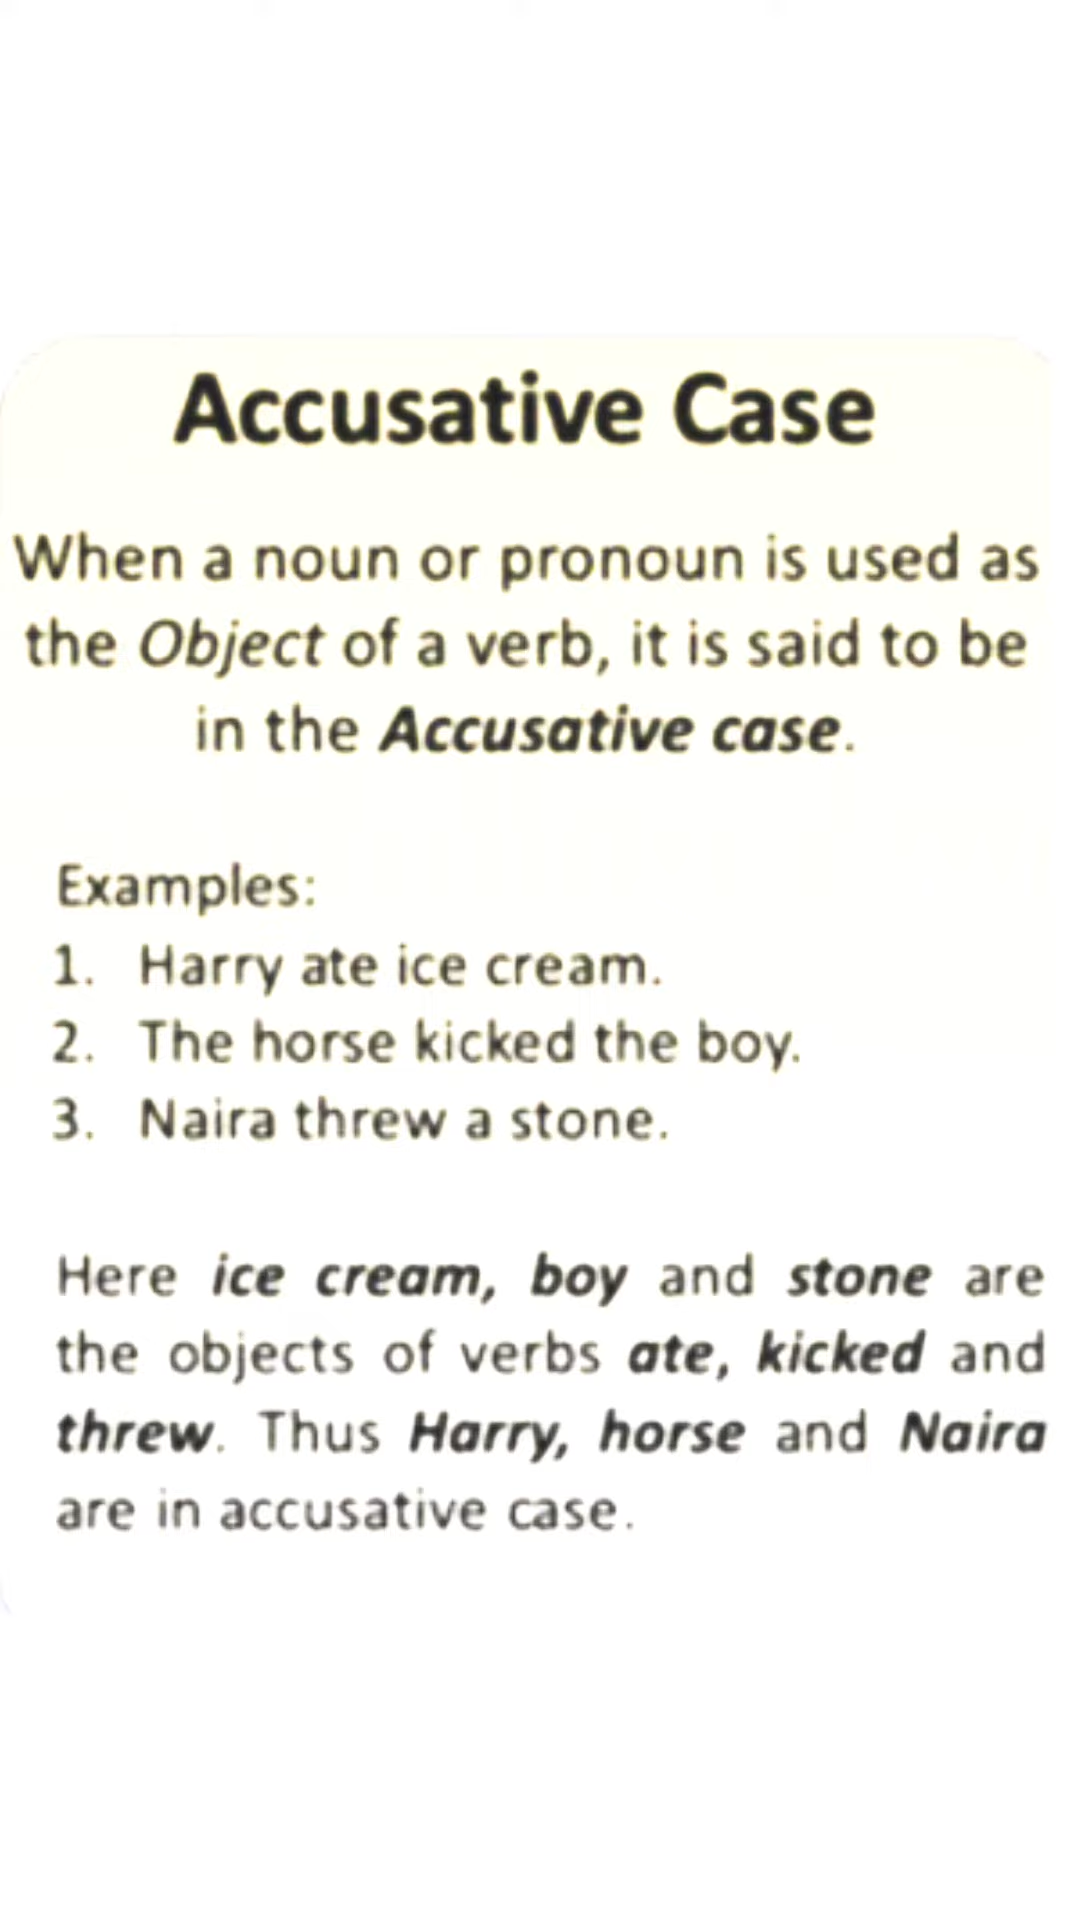 Accusative Case
When a noun or pronoun is used as
the Object of a verb, it is said to be
in the Accusative case.
Examples:
1. Harry ate ice cream.
2. The horse kicked the boy.
3. Naira threw a stone.
Here ice cream, boy and stone are
the objects of verbs ate, kicked and
threw. Thus Harry, horse and Naira
are in accusative case.